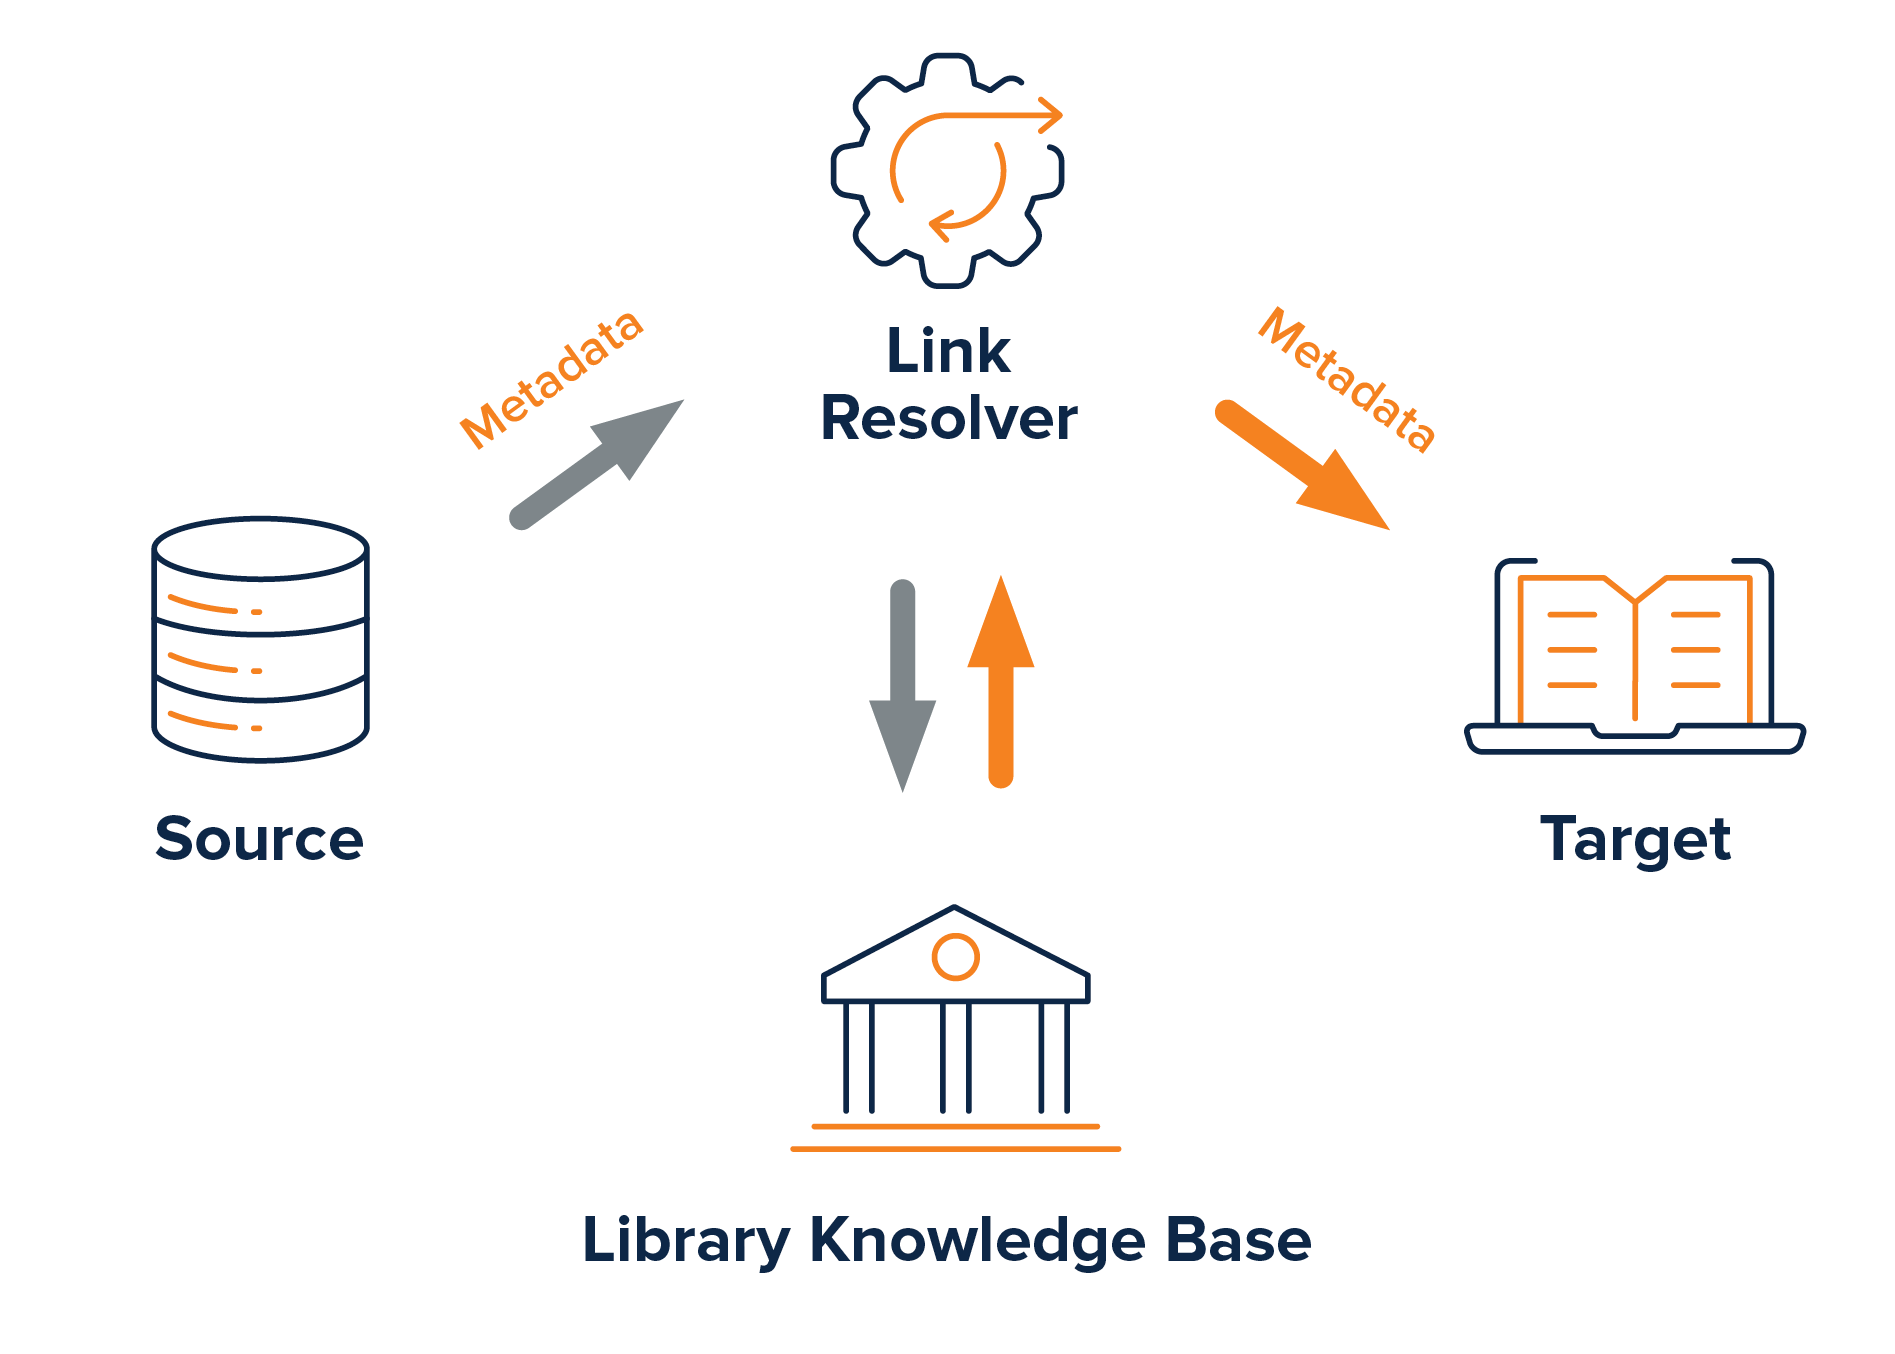 Link
Resolver
Metadata
Metadata
Source
Target
Library Knowledge Base